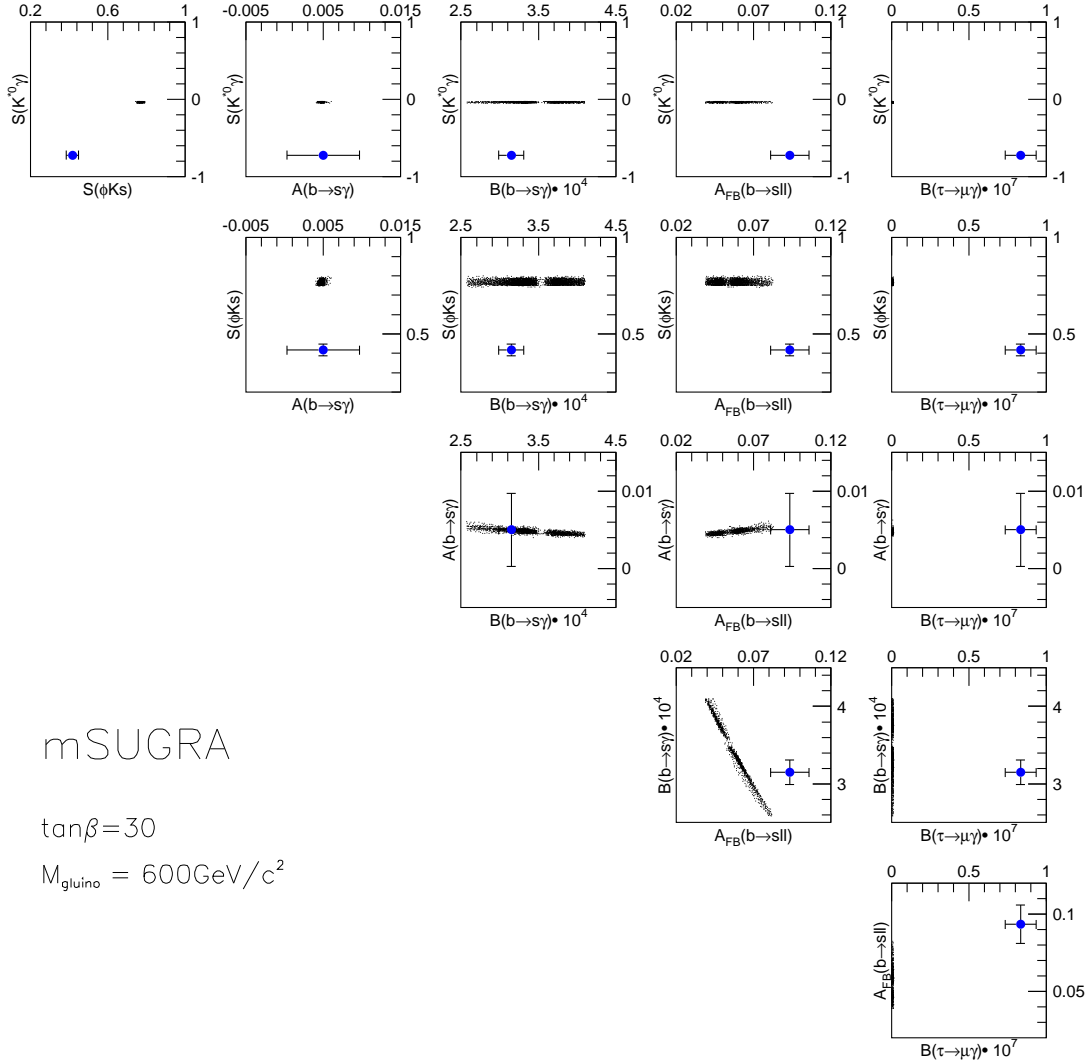 0.2 0.6 1 -0.005 0.005 0.015 2.5 3.5 4.5 0.02 0.07 0.12 0 0.5 1
S(K*0γ) 1 0 -1 S(K*0γ) 1 0 -1 S(K*0γ) 1 0 -1 S(K*0γ) 1 0 -1 S(K*0γ) 1 0 -1
S(ϕKs) A(b→sγ) B(b→sγ)• 10^4 A_FB(b→sll) B(τ→μγ)• 10^7
-0.005 0.005 0.015 2.5 3.5 4.5 0.02 0.07 0.12 0 0.5 1
S(ϕKs) 1 0.5 S(ϕKs) 1 0.5 S(ϕKs) 1 0.5 S(ϕKs) 1 0.5
A(b→sγ) B(b→sγ)• 10^4 A_FB(b→sll) B(τ→μγ)• 10^7
2.5 3.5 4.5 0.02 0.07 0.12 0 0.5 1
A(b→sγ) 0.01 0 A(b→sγ) 0.01 0 A(b→sγ) 0.01 0
B(b→sγ)• 10^4 A_FB(b→sll) B(τ→μγ)• 10^7
0.02 0.07 0.12 0 0.5 1
B(b→sγ)• 10^4 4 3 B(b→sγ)• 10^4 4 3
A_FB(b→sll) B(τ→μγ)• 10^7
mSUGRA
tanβ=30
M_gluino = 600GeV/c^2
0 0.5 1
A_FB(b→sll) 0.1 0.05
B(τ→μγ)• 10^7